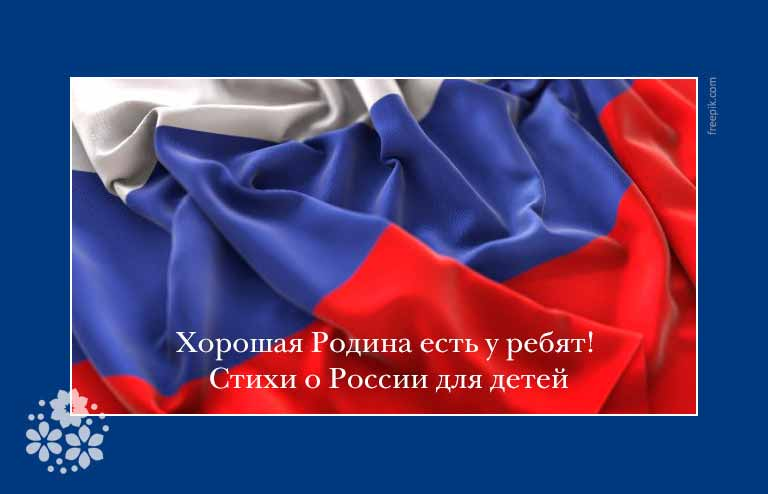 freepik.com
Хорошая Родина есть у ребят!
Стихи о России для детей